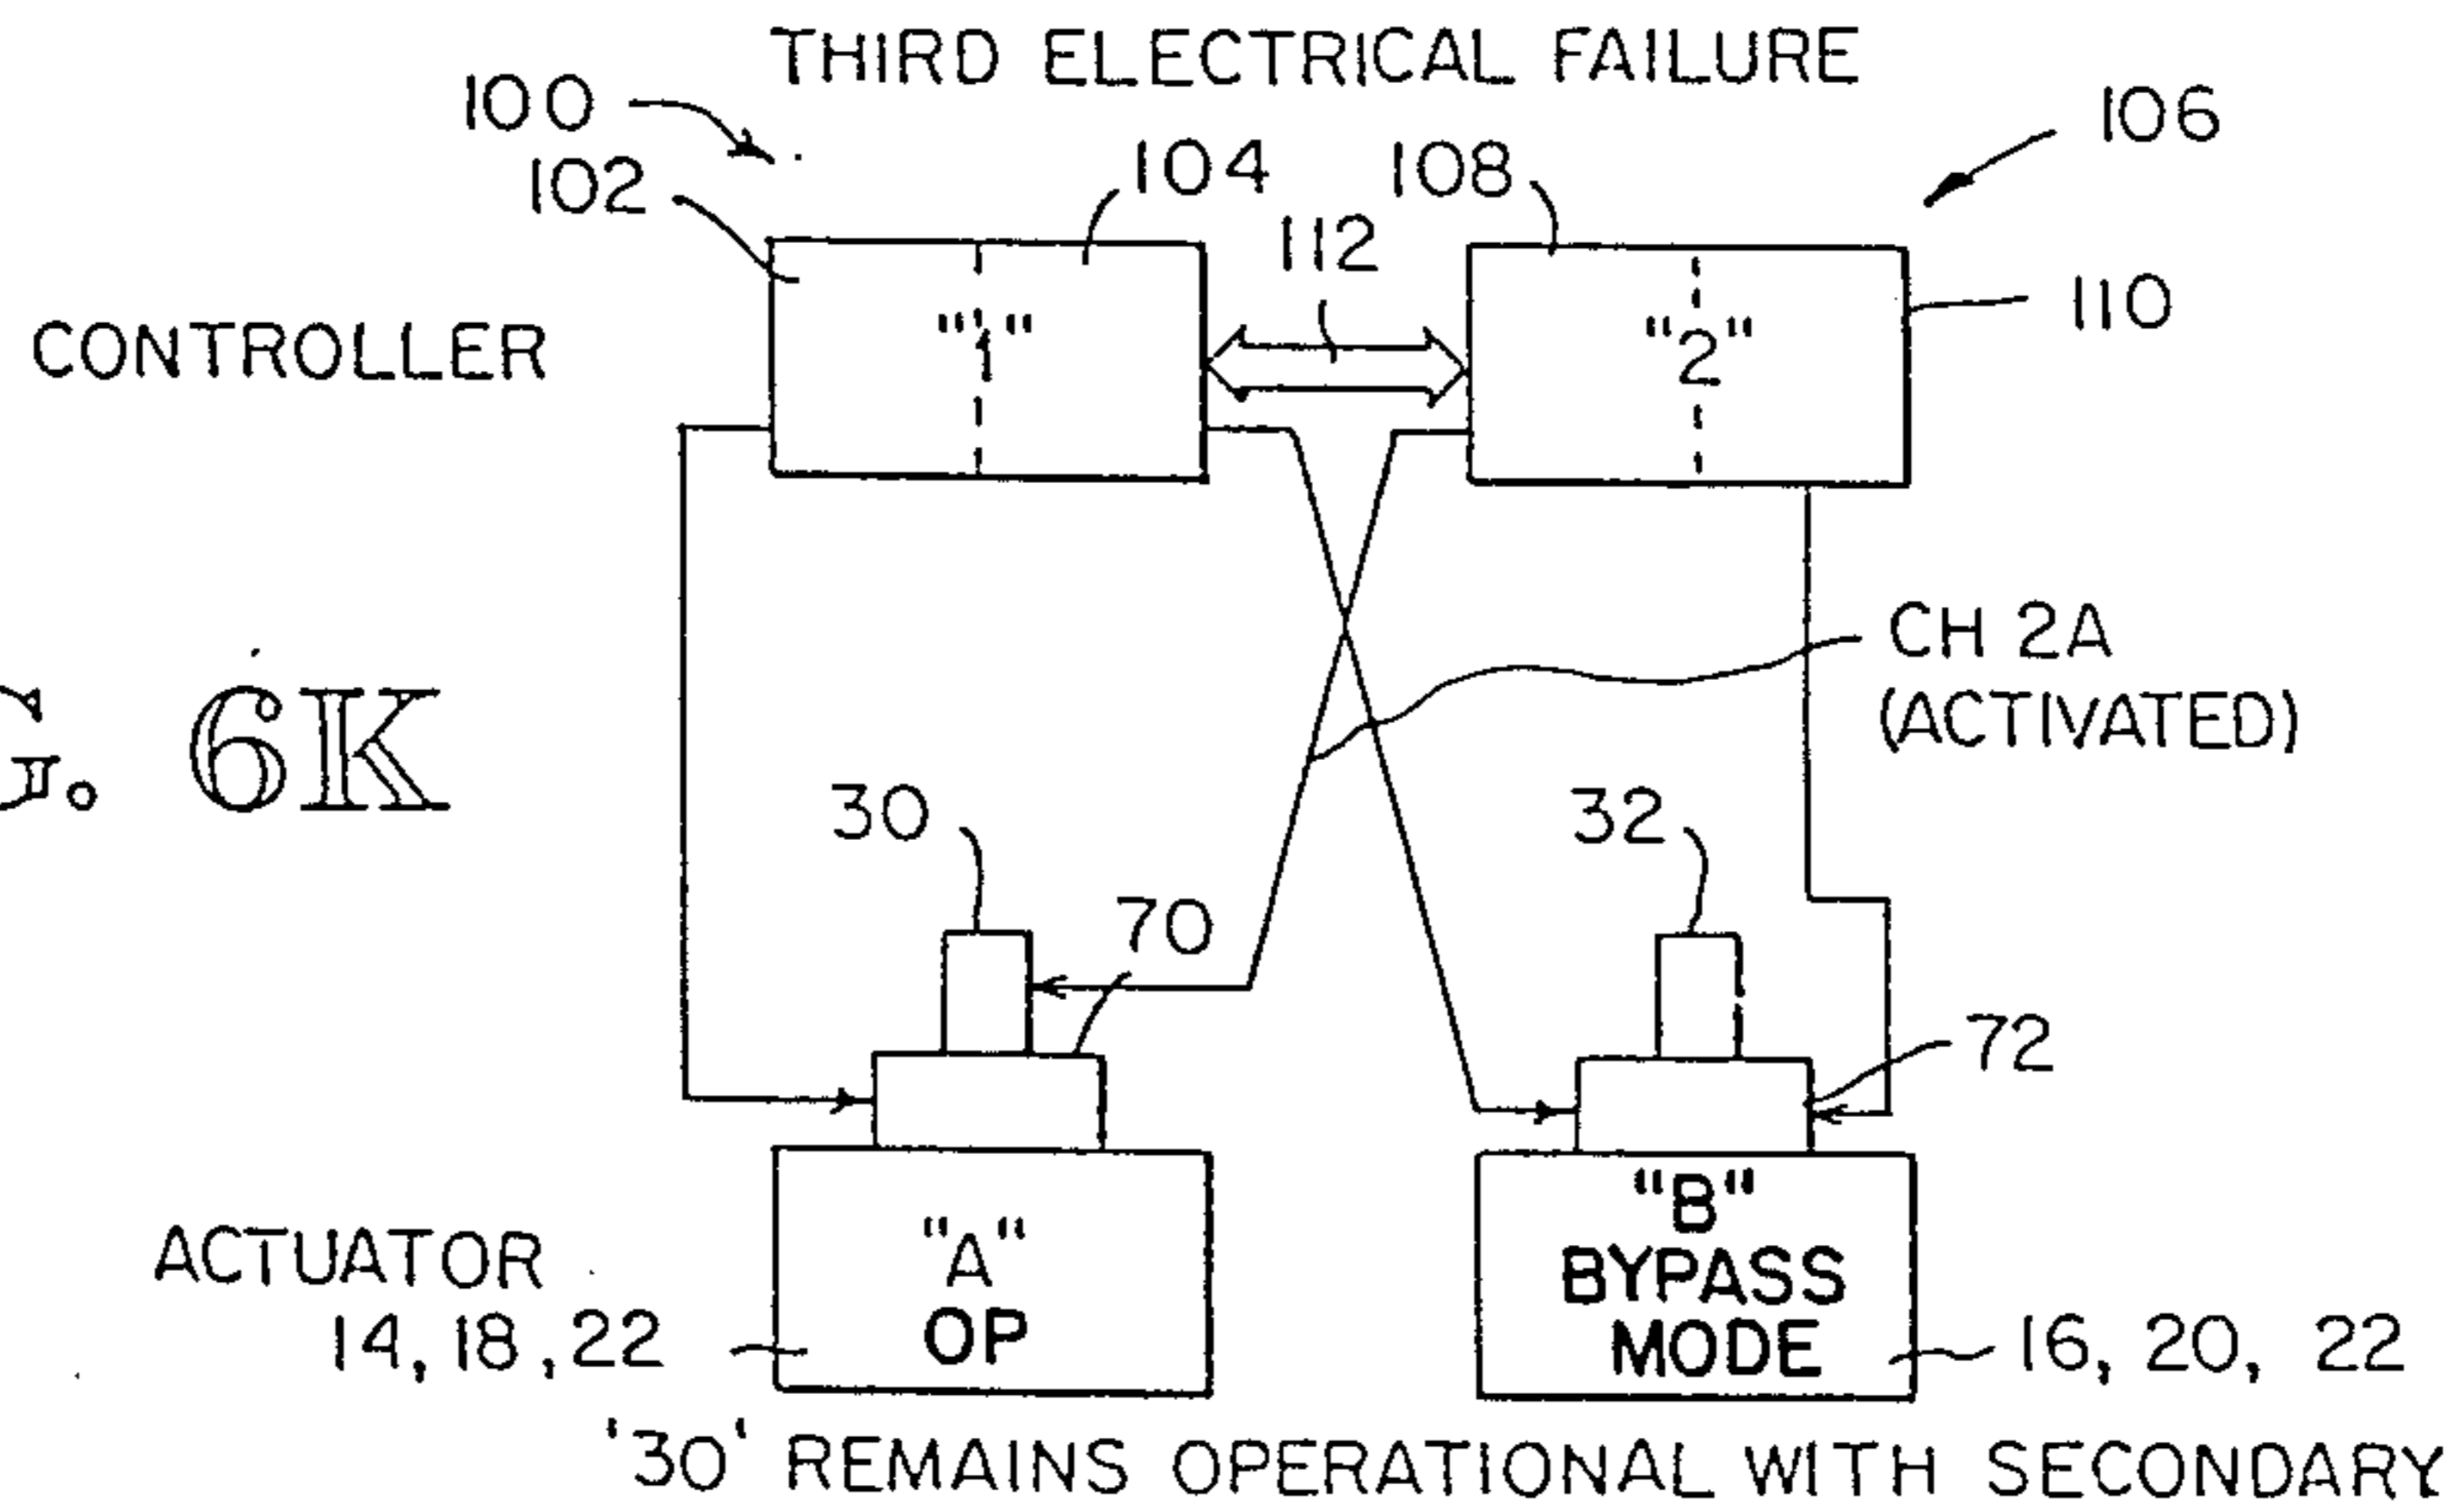 THIRD ELECTRICAL FAILURE
100
106
102
104
108
112
110
CONTROLLER
"1"
"2"
CH 2A
(ACTIVATED)
6K
30
32
70
72
"A"
OP
"B"
BYPASS
MODE
ACTUATOR
14, 18, 22
16, 20, 22
'30' REMAINS OPERATIONAL WITH SECONDARY